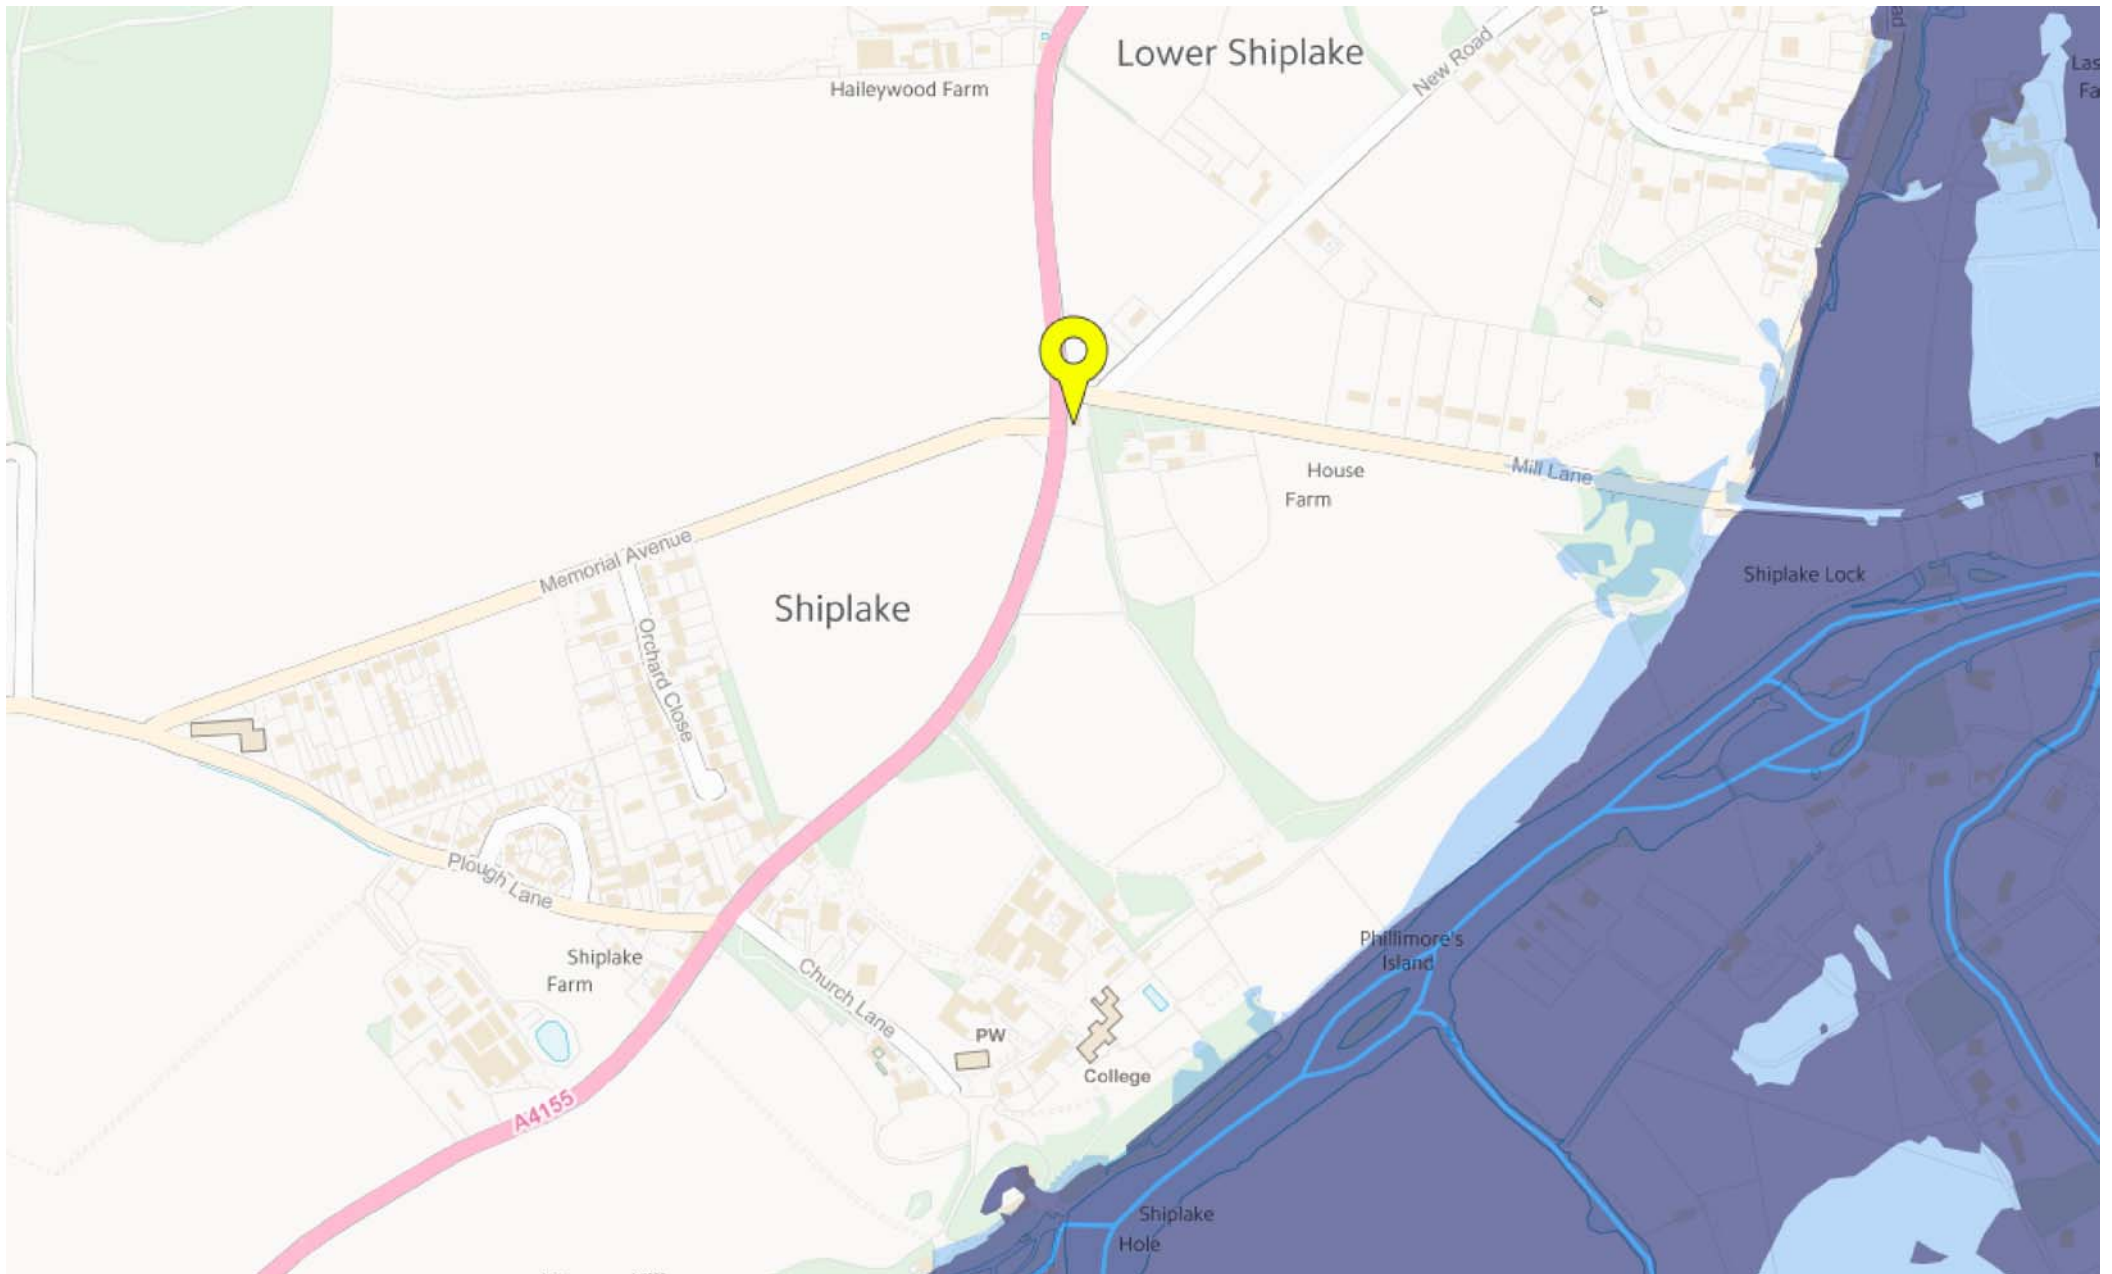 Lower Shiplake
New Road
Haileywood Farm
House
Farm
Mill Lane
Memorial Avenue
Shiplake
Orchard Close
Shiplake Lock
Plough Lane
Phillimore's
Island
Shiplake
Farm
Church Lane
PW
College
A4155
Shiplake
Hole